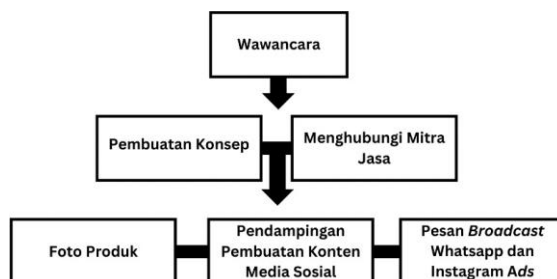 Wawancara
Pembuatan Konsep
Menghubungi Mitra
Jasa
Foto Produk
Pendampingan
Pembuatan Konten
Media Sosial
Pesan Broadcast
Whatsapp dan
Instagram Ads